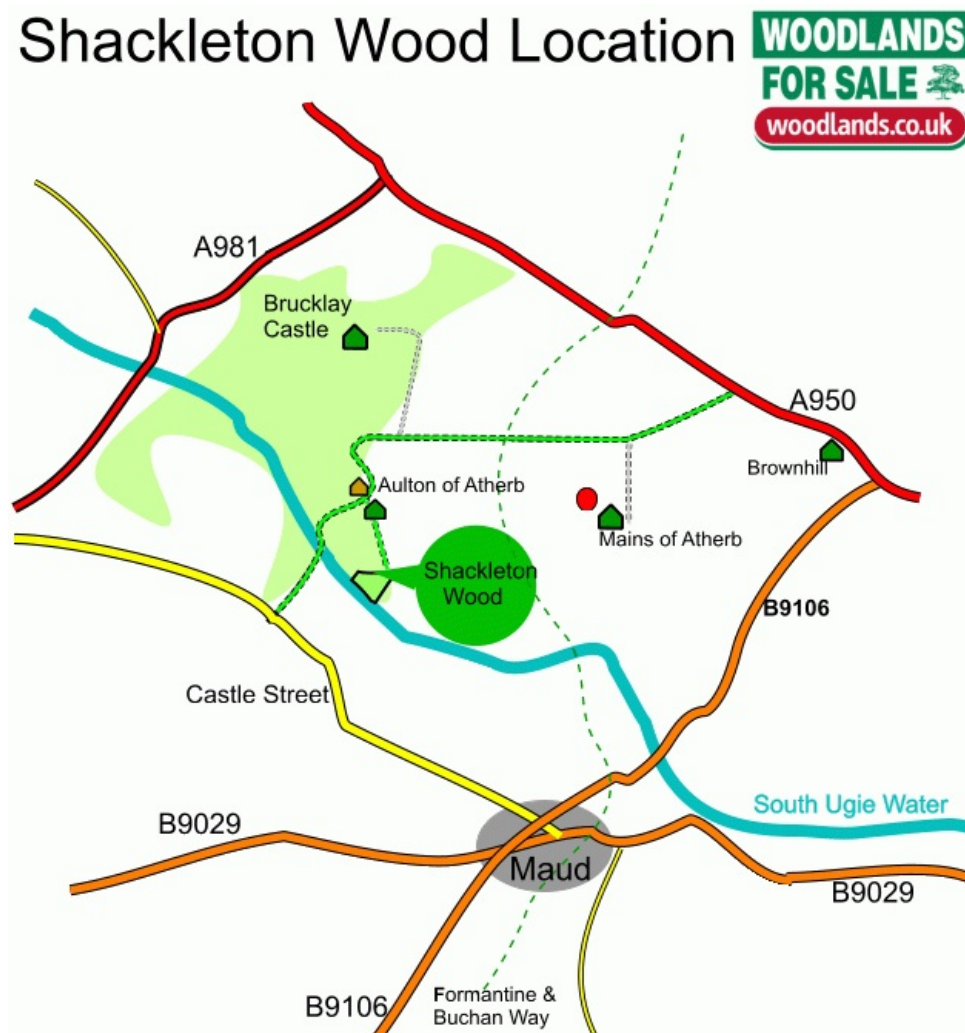 Shackleton Wood Location
WOODLANDS
FOR SALE
woodlands.co.uk
A981
Brucklay
Castle
A950
Brownhill
Aulton of Atherb
Mains of Atherb
Shackleton
Wood
B9106
Castle Street
South Ugie Water
B9029
Maud
B9029
B9106
Formantine &
Buchan Way